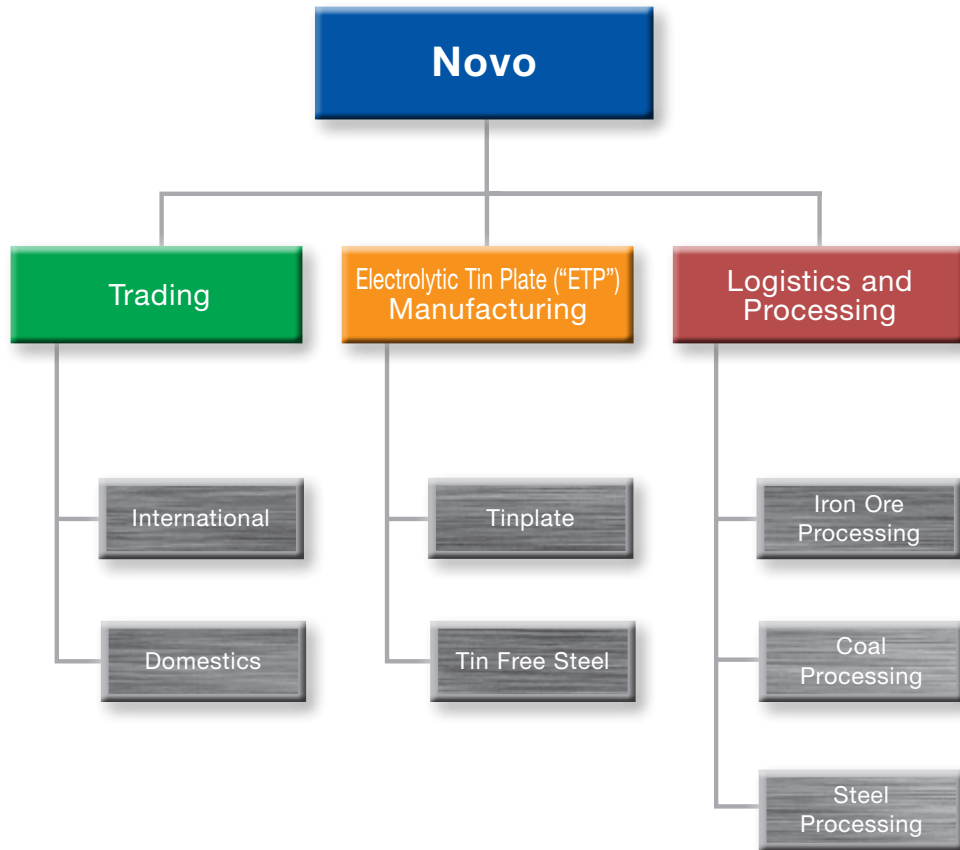 Novo
Trading
Electrolytic Tin Plate (“ETP”)
Manufacturing
Logistics and
Processing
International
Tinplate
Iron Ore
Processing
Domestics
Tin Free Steel
Coal
Processing
Steel
Processing